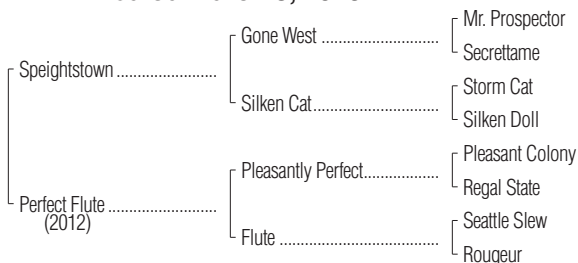 Mr. Prospector
Gone West ..............................
Secrettame
Speightstown .........................
Storm Cat
Silken Cat................................
Silken Doll
Pleasant Colony
Pleasantly Perfect...................
Regal State
Perfect Flute ...........................
(2012)
Seattle Slew
Flute ........................................
Rougeur